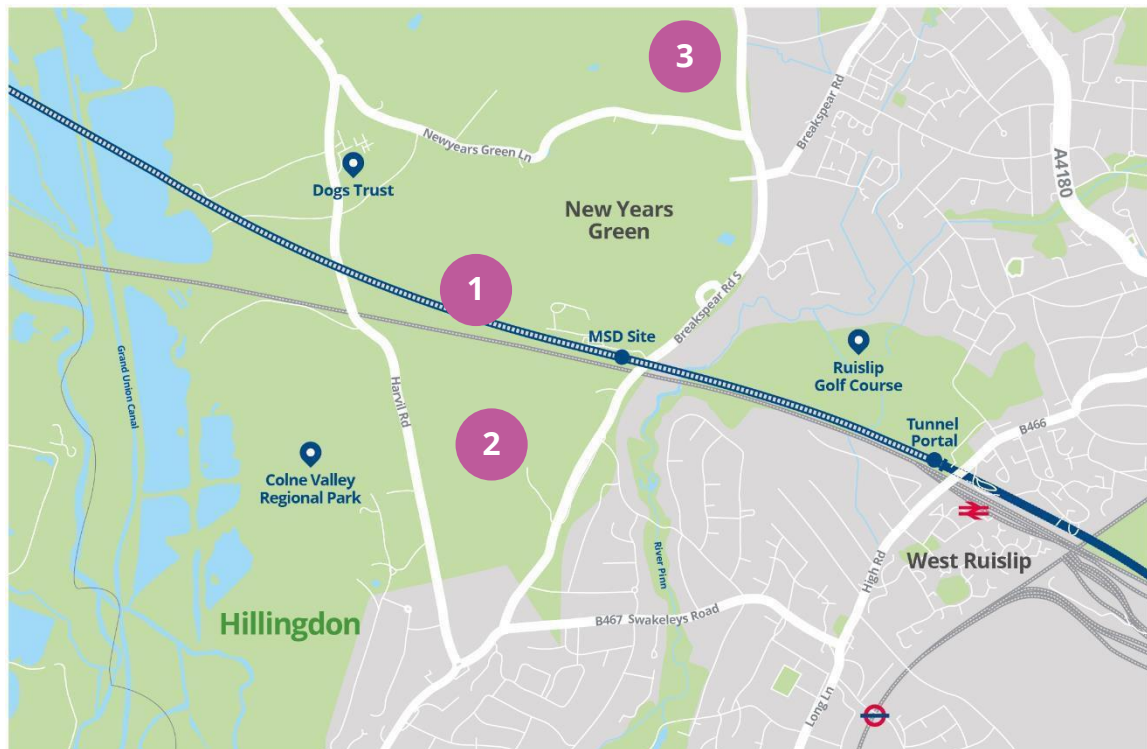 3
A4180
Breakspear Rd
Newyears Green Ln
Dogs Trust
New Years
Green
1
Breakspear Rd S
MSD Site
Ruislip
Golf Course
Grand Union Canal
Harvil Rd
2
Tunnel
Portal
B466
Colne Valley
Regional Park
River Pinn
High Rd
West Ruislip
Hillingdon
B467 Swakeleys Road
Long Ln